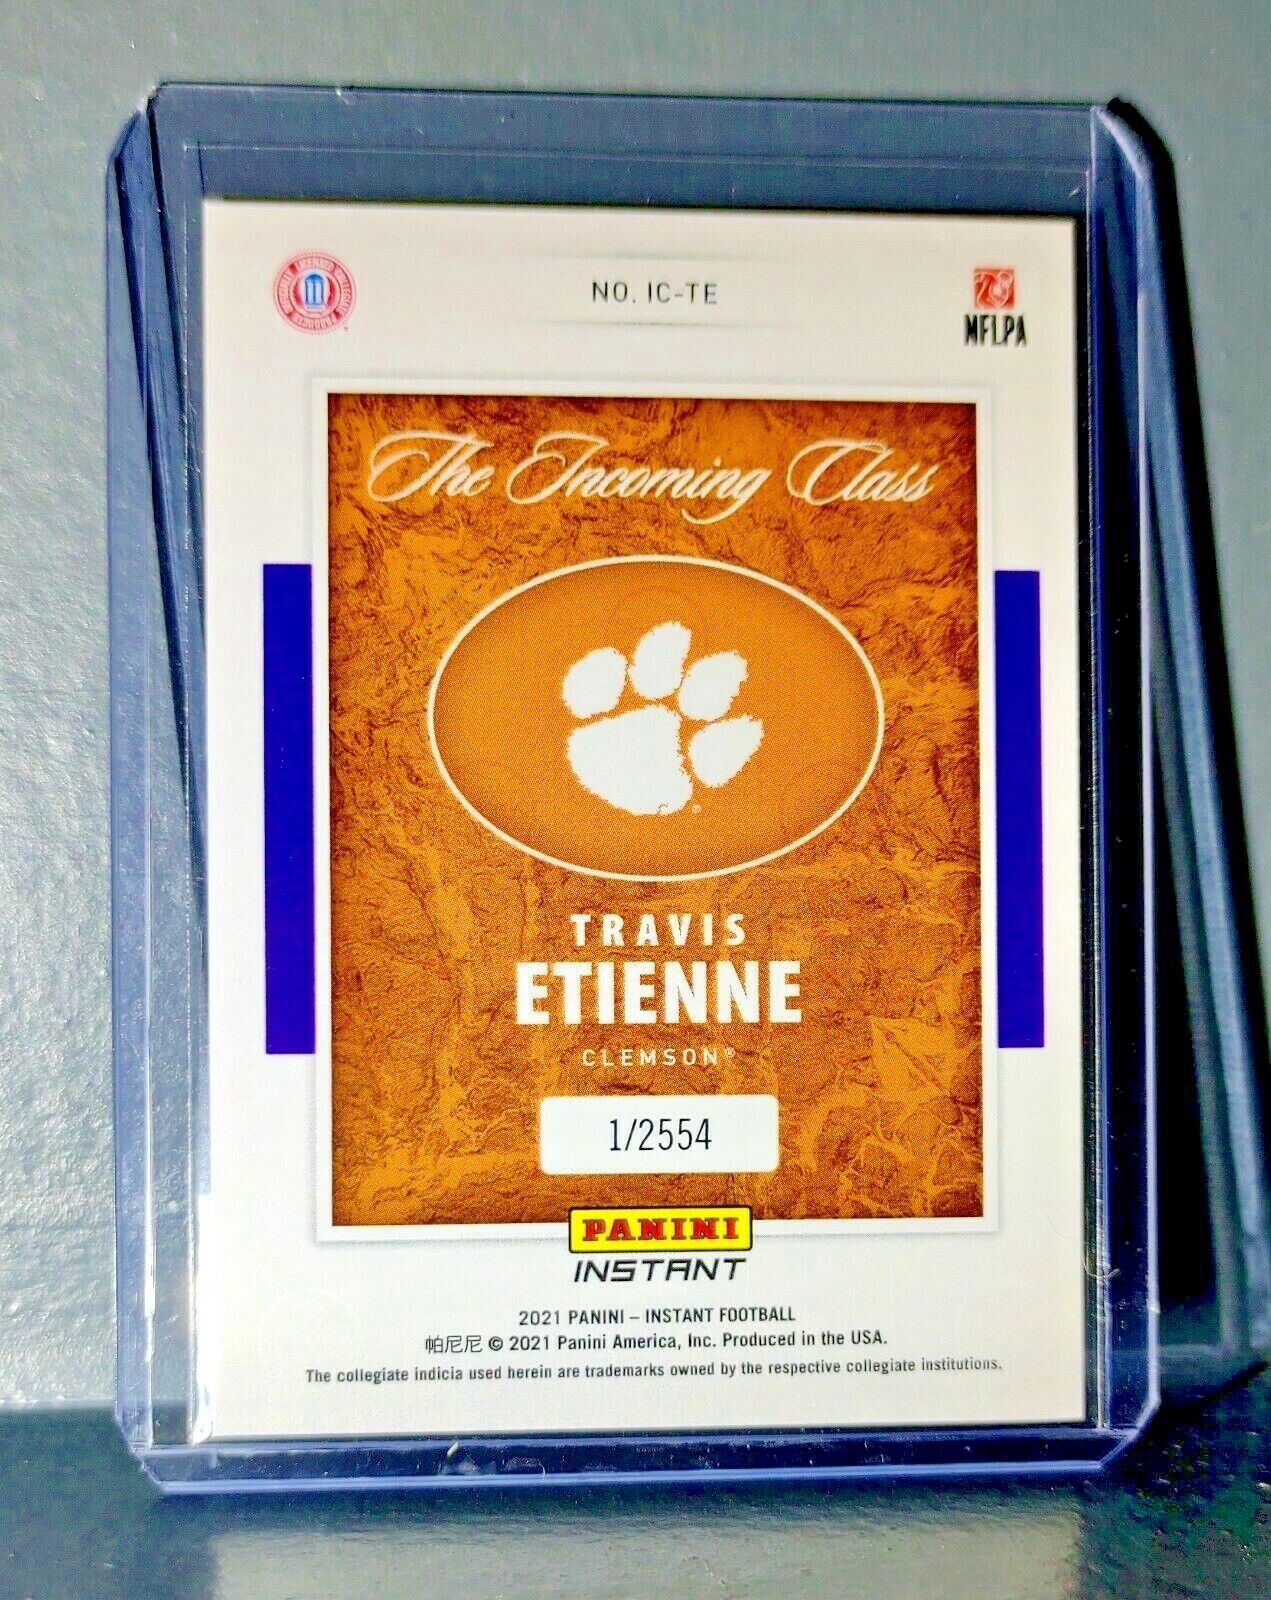 NO. IC-TE
NFLPA
The Incoming Class
TRAVIS
ETIENNE
CLEMSON®
1/2554
PANINI
INSTANT
2021 PANINI – INSTANT FOOTBALL
帕尼尼 © 2021 Panini America, Inc. Produced in the USA.
The collegiate indicia used herein are trademarks owned by the respective collegiate institutions.